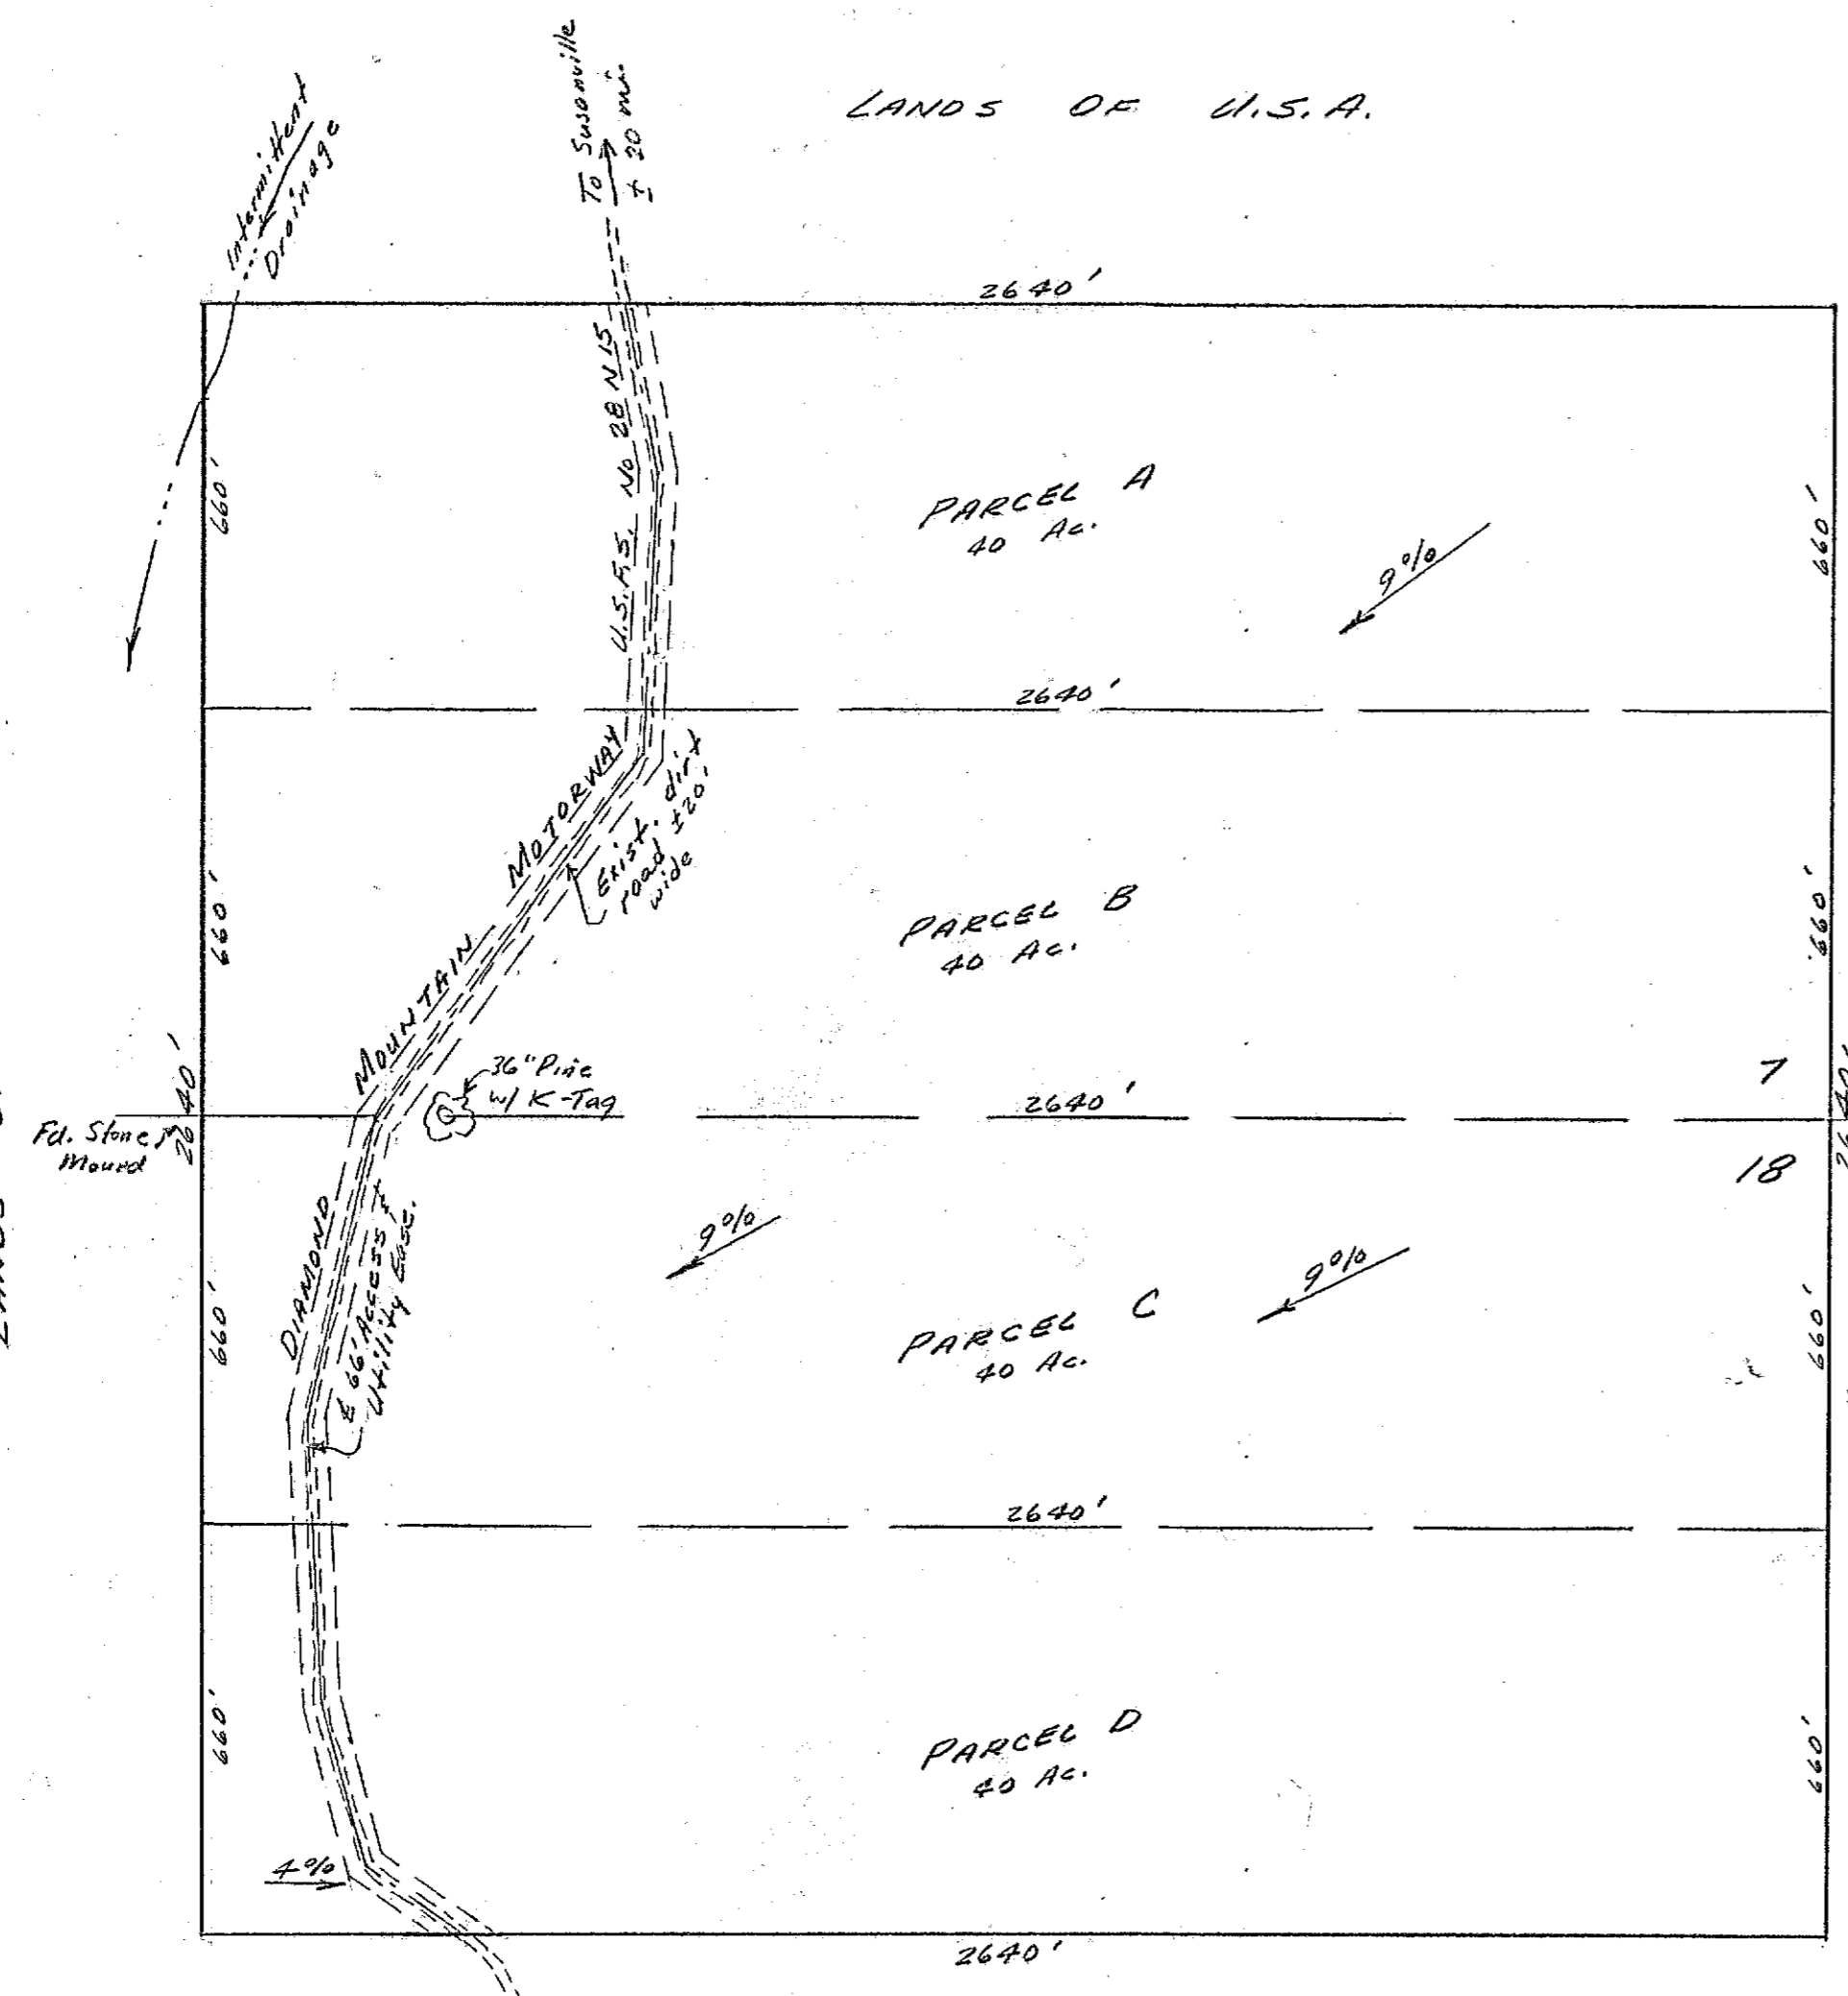 LANDS OF U.S.A.
Intermittent
Drainage
To Susanville
± 20 mi.
2640'
660'
U.S.F.S. No 28 N 15
PARCEL A
40 Ac.
9%
660'
2640'
DIAMOND MOUNTAIN MOTORWAY
Exist. dirt
road ±20'
wide
660'
PARCEL B
40 Ac.
660'
2640'
36" Pine
w/ K-Tag
2640'
7
2640'
Fd. Stone
Mound
18
℄ 66' Access &
Utility Ease.
9%
9%
660'
PARCEL C
40 Ac.
660'
2640'
660'
PARCEL D
40 Ac.
660'
4%
2640'